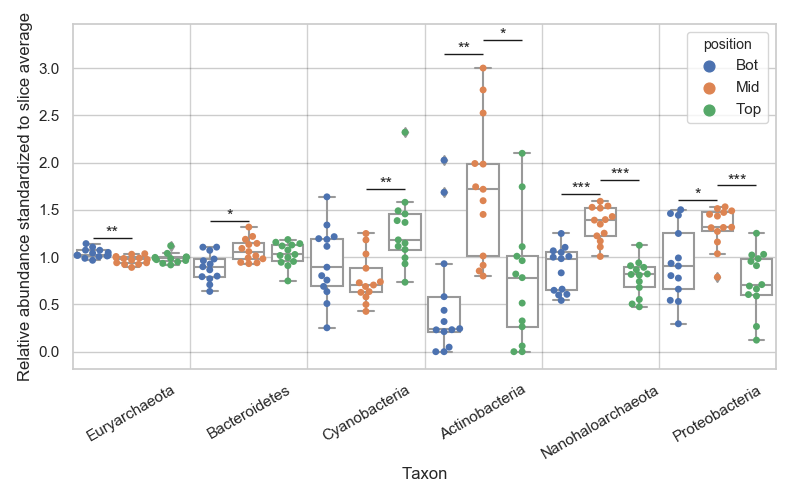 Relative abundance standardized to slice average
3.0
2.5
2.0
1.5
1.0
0.5
0.0
**
*
**
**
*
***
***
*
***
position
Bot
Mid
Top
Euryarchaeota
Bacteroidetes
Cyanobacteria
Actinobacteria
Nanohaloarchaeota
Proteobacteria
Taxon